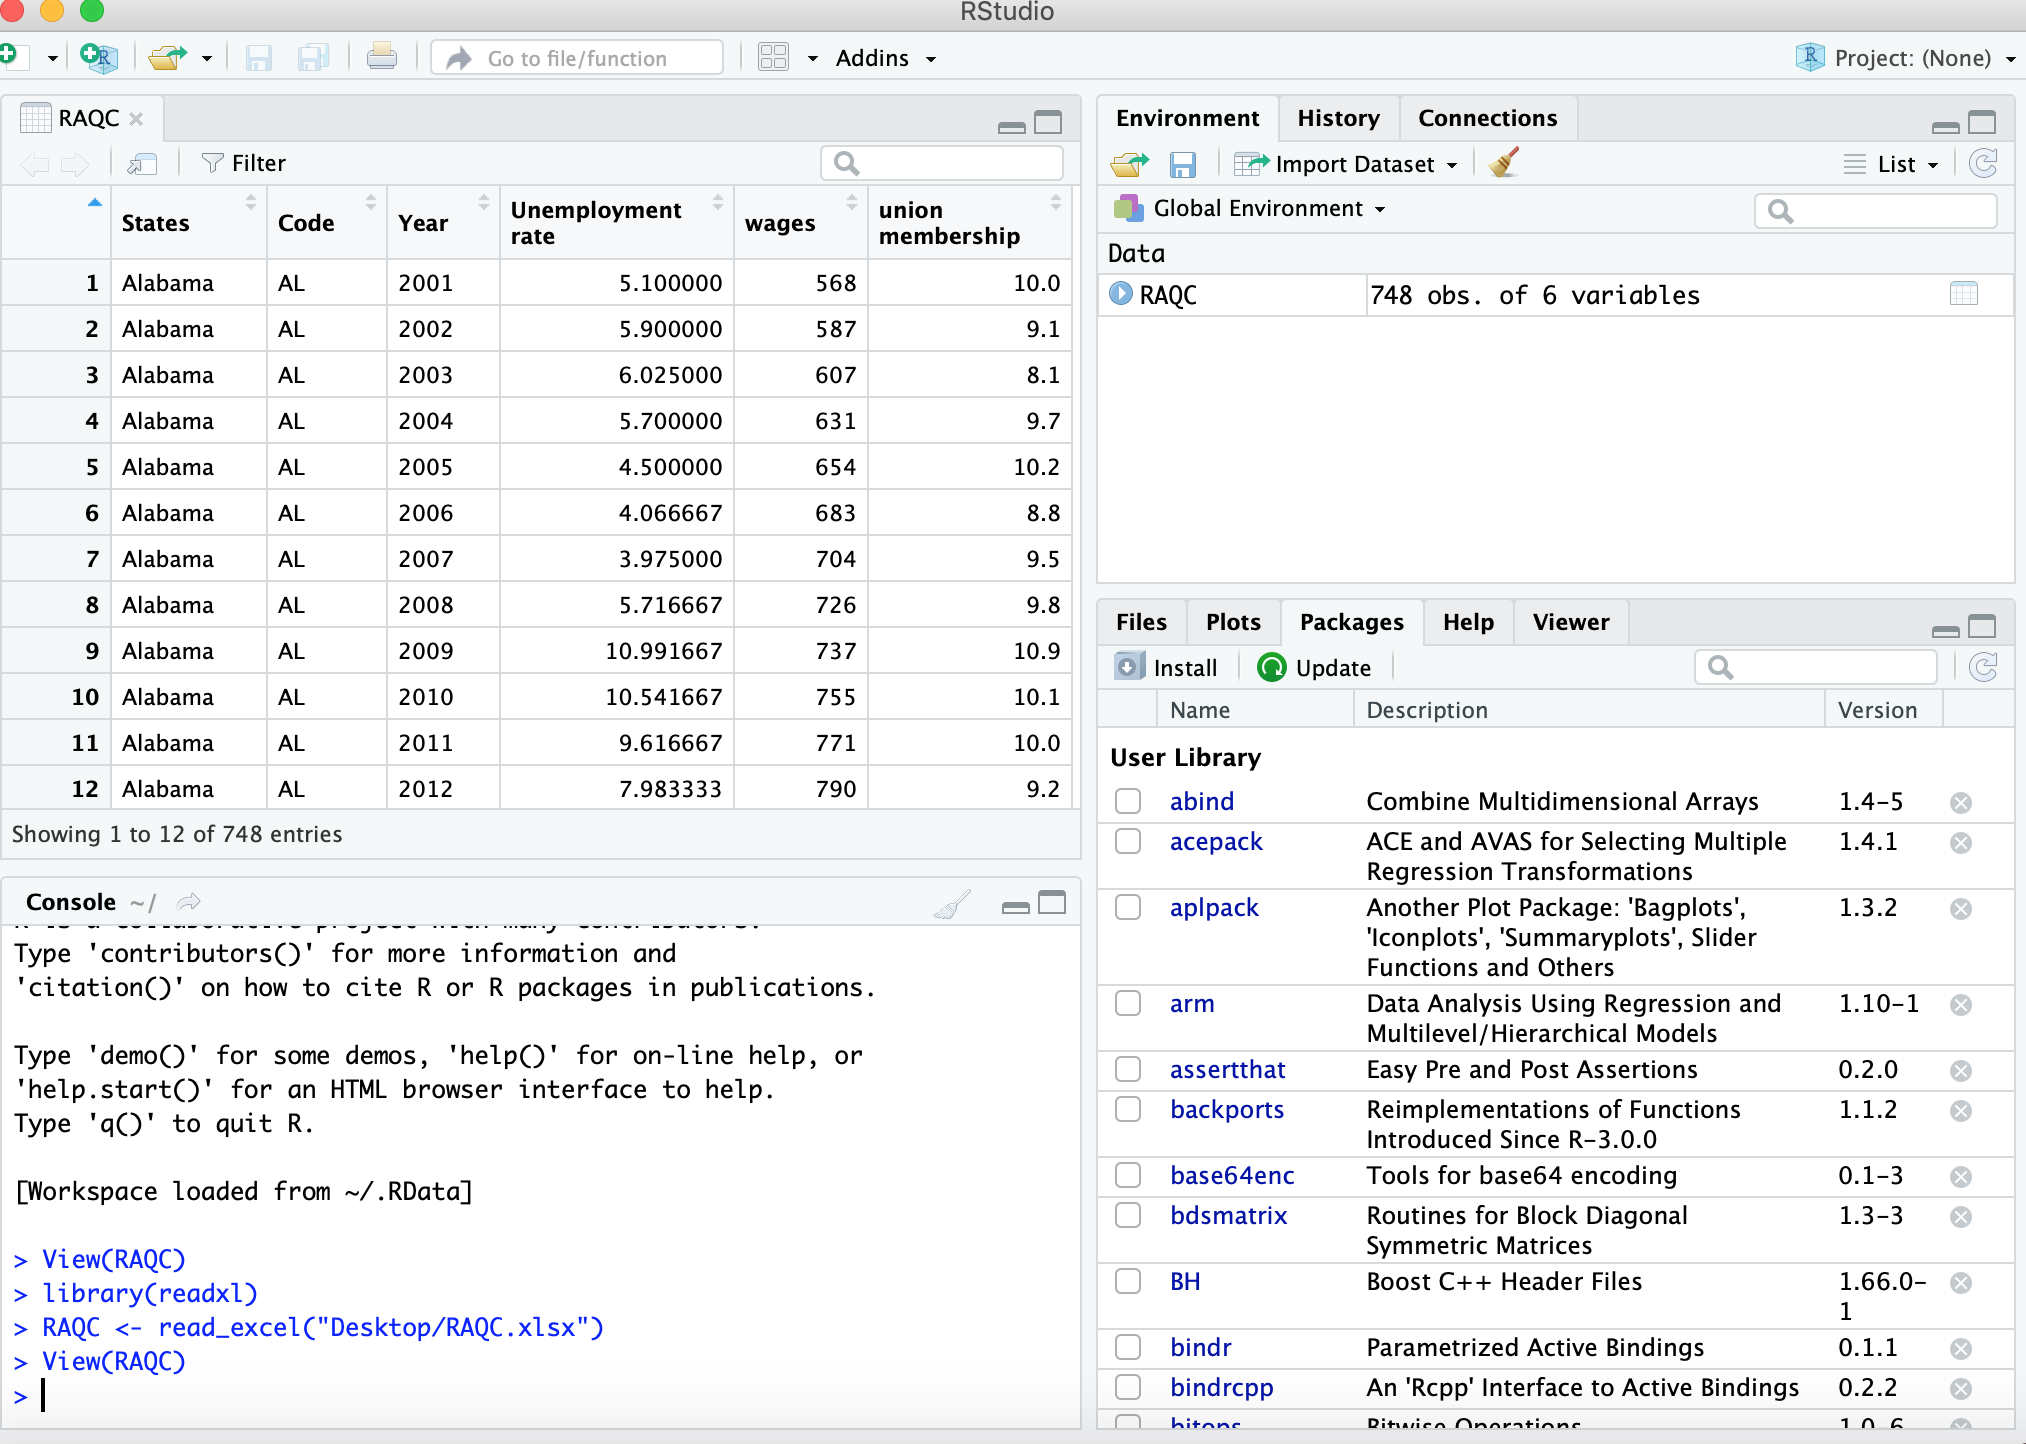 RStudio
Go to file/function
Addins
Project: (None)
RAQC
Filter
States Code Year Unemployment rate wages union membership
1 Alabama AL 2001 5.100000 568 10.0
2 Alabama AL 2002 5.900000 587 9.1
3 Alabama AL 2003 6.025000 607 8.1
4 Alabama AL 2004 5.700000 631 9.7
5 Alabama AL 2005 4.500000 654 10.2
6 Alabama AL 2006 4.066667 683 8.8
7 Alabama AL 2007 3.975000 704 9.5
8 Alabama AL 2008 5.716667 726 9.8
9 Alabama AL 2009 10.991667 737 10.9
10 Alabama AL 2010 10.541667 755 10.1
11 Alabama AL 2011 9.616667 771 10.0
12 Alabama AL 2012 7.983333 790 9.2
Showing 1 to 12 of 748 entries
Console ~/
R is a collaborative project with many contributors.
Type 'contributors()' for more information and
'citation()' on how to cite R or R packages in publications.
Type 'demo()' for some demos, 'help()' for on-line help, or
'help.start()' for an HTML browser interface to help.
Type 'q()' to quit R.
[Workspace loaded from ~/.RData]
> View(RAQC)
> library(readxl)
> RAQC <- read_excel("Desktop/RAQC.xlsx")
> View(RAQC)
>
Environment History Connections
Import Dataset
List
Global Environment
Data
RAQC 748 obs. of 6 variables
Files Plots Packages Help Viewer
Install Update
Name Description Version
User Library
abind Combine Multidimensional Arrays 1.4-5
acepack ACE and AVAS for Selecting Multiple 1.4.1
Regression Transformations
aplpack Another Plot Package: 'Bagplots', 1.3.2
'Iconplots', 'Summaryplots', Slider
Functions and Others
arm Data Analysis Using Regression and 1.10-1
Multilevel/Hierarchical Models
assertthat Easy Pre and Post Assertions 0.2.0
backports Reimplementations of Functions 1.1.2
Introduced Since R-3.0.0
base64enc Tools for base64 encoding 0.1-3
bdsmatrix Routines for Block Diagonal 1.3-3
Symmetric Matrices
BH Boost C++ Header Files 1.66.0-
1
bindr Parametrized Active Bindings 0.1.1
bindrcpp An 'Rcpp' Interface to Active Bindings 0.2.2
bitops Bitwise Operations 1.0-6